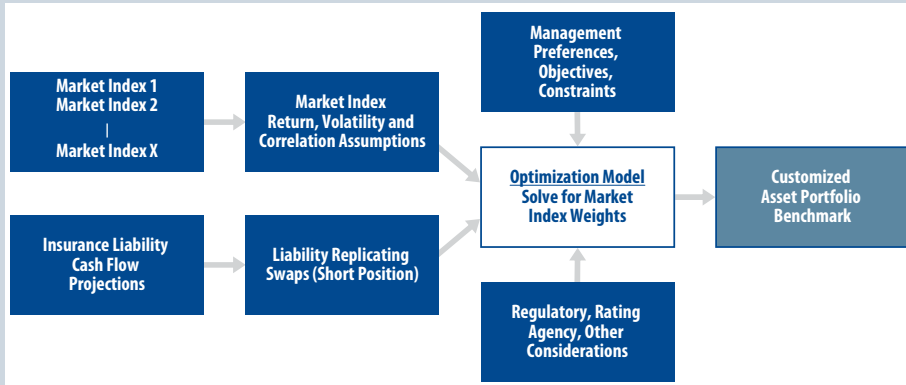 Market Index 1
Market Index 2
|
Market Index X
Market Index
Return, Volatility and
Correlation Assumptions
Management
Preferences,
Objectives,
Constraints
Optimization Model
Solve for Market
Index Weights
Customized
Asset Portfolio
Benchmark
Insurance Liability
Cash Flow
Projections
Liability Replicating
Swaps (Short Position)
Regulatory, Rating
Agency, Other
Considerations